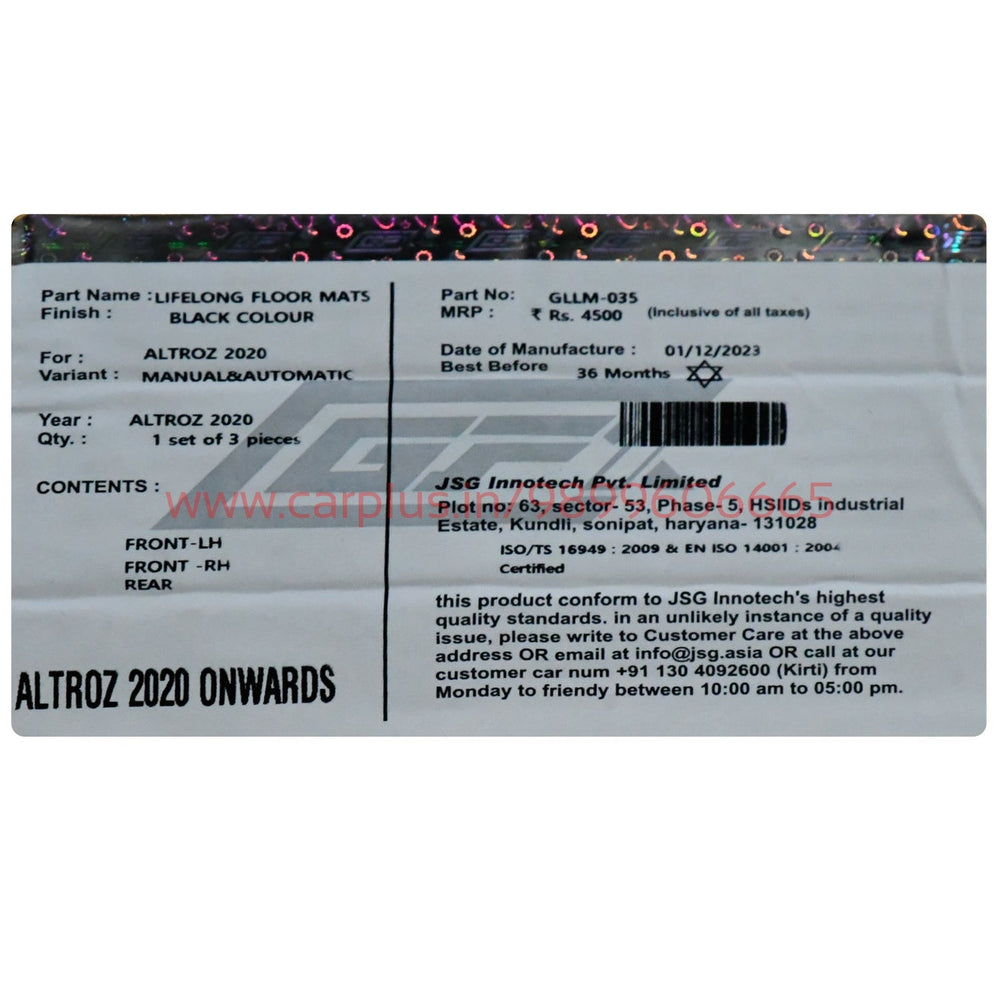 Part Name : LIFELONG FLOOR MATS
Finish : BLACK COLOUR
For : ALTROZ 2020
Variant : MANUAL&AUTOMATIC
Year : ALTROZ 2020
Qty. : 1 set of 3 pieces
CONTENTS :
FRONT-LH
FRONT -RH
REAR
ALTROZ 2020 ONWARDS
Part No: GLLM-035
MRP : ₹ Rs. 4500 (Inclusive of all taxes)
Date of Manufacture : 01/12/2023
Best Before 36 Months
GFX
JSG Innotech Pvt. Limited
Plot no: 63, sector- 53, Phase- 5, HSIIDs industrial
Estate, Kundli, sonipat, haryana- 131028
ISO/TS 16949 : 2009 & EN ISO 14001 : 2004
Certified
this product conform to JSG Innotech's highest
quality standards. in an unlikely instance of a quality
issue, please write to Customer Care at the above
address OR email at info@jsg.asia OR call at our
customer car num +91 130 4092600 (Kirti) from
Monday to friendy between 10:00 am to 05:00 pm.
www.carplus.in/9899606665